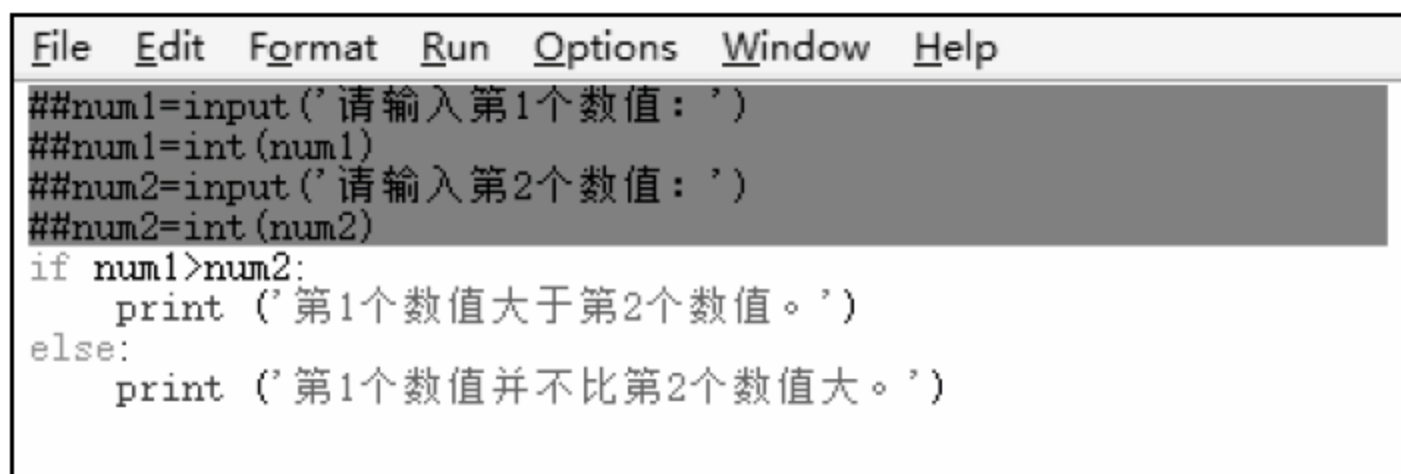 File Edit Format Run Options Window Help
##num1=input('请输入第1个数值：')
##num1=int(num1)
##num2=input('请输入第2个数值：')
##num2=int(num2)
if num1>num2:
    print ('第1个数值大于第2个数值。')
else:
    print ('第1个数值并不比第2个数值大。')